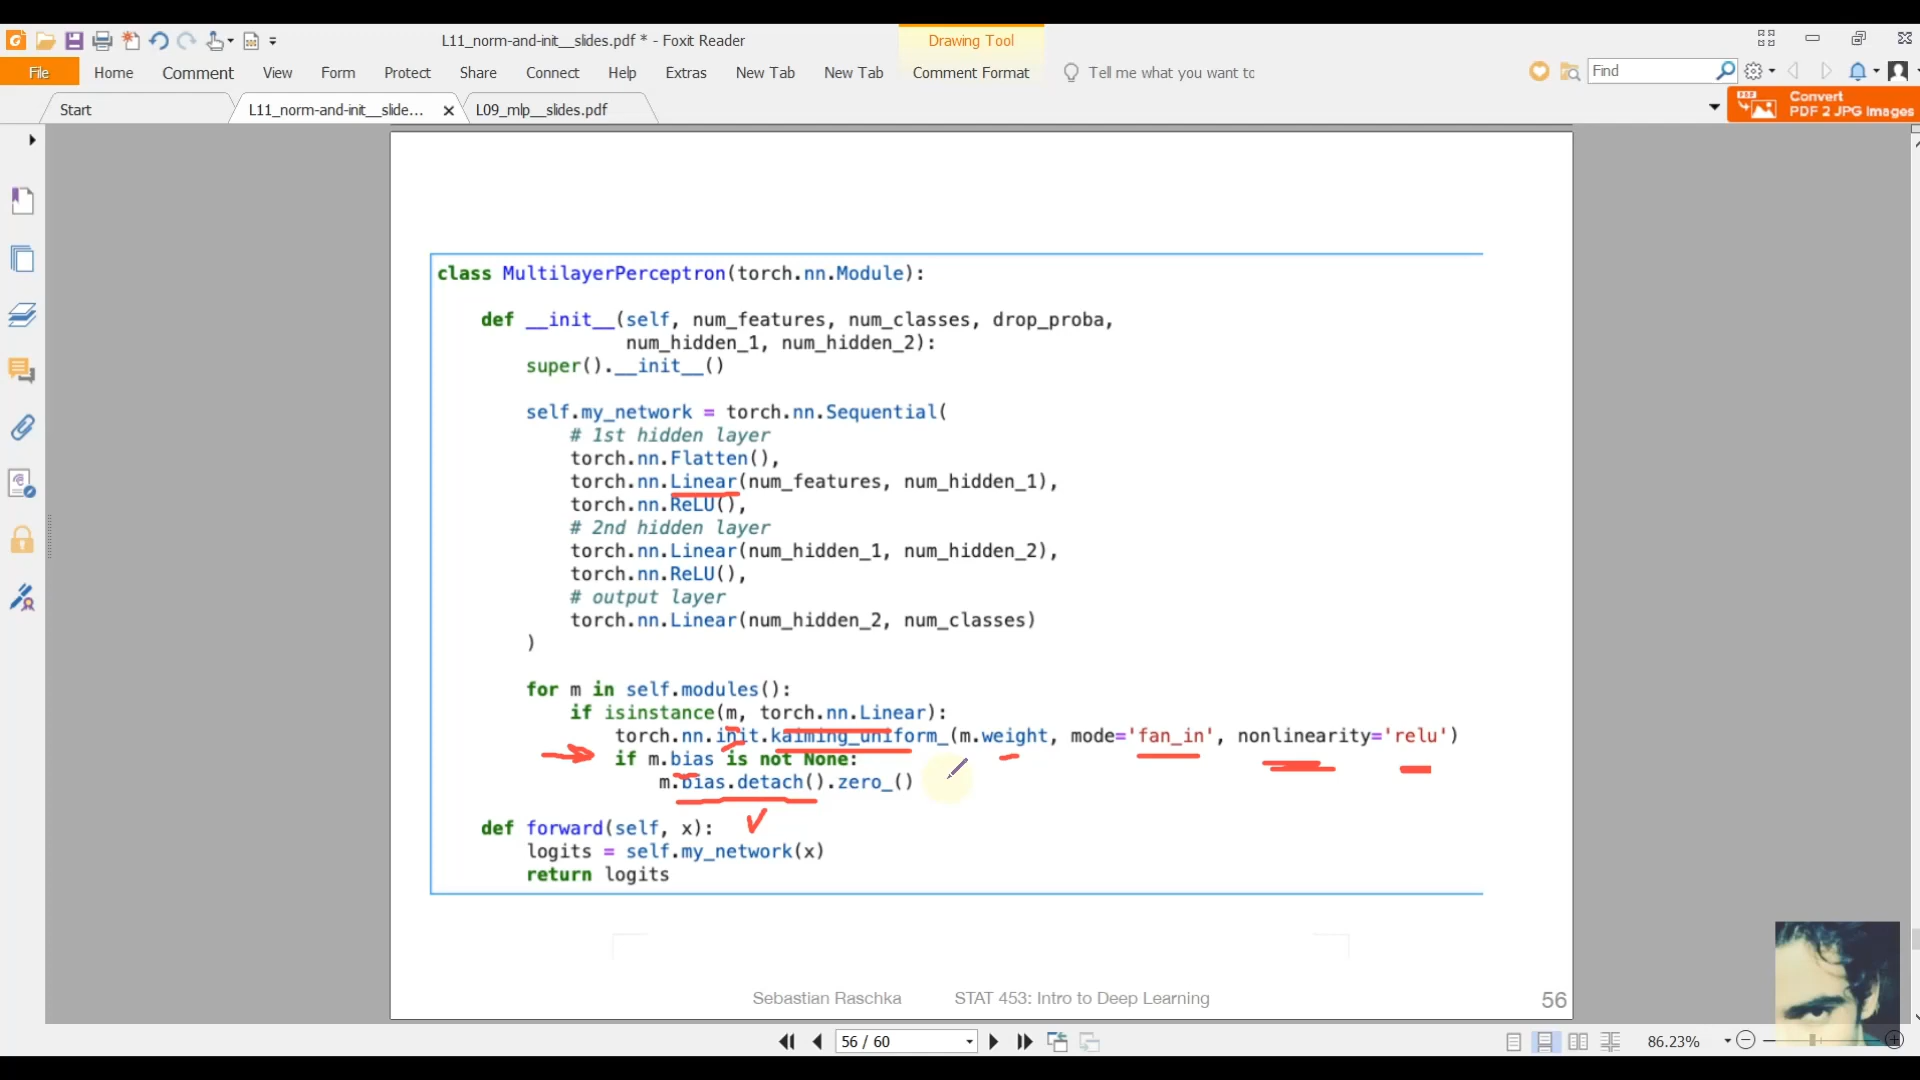 L11_norm-and-init__slides.pdf * - Foxit Reader
Drawing Tool
File Home Comment View Form Protect Share Connect Help Extras New Tab New Tab Comment Format Tell me what you want to
Find
Start
L11_norm-and-init__slide...
L09_mlp__slides.pdf
Convert
PDF 2 JPG Images
class MultilayerPerceptron(torch.nn.Module):
def __init__(self, num_features, num_classes, drop_proba,
num_hidden_1, num_hidden_2):
super().__init__()
self.my_network = torch.nn.Sequential(
# 1st hidden layer
torch.nn.Flatten(),
torch.nn.Linear(num_features, num_hidden_1),
torch.nn.ReLU(),
# 2nd hidden layer
torch.nn.Linear(num_hidden_1, num_hidden_2),
torch.nn.ReLU(),
# output layer
torch.nn.Linear(num_hidden_2, num_classes)
)
for m in self.modules():
if isinstance(m, torch.nn.Linear):
torch.nn.init.kaiming_uniform_(m.weight, mode='fan_in', nonlinearity='relu')
if m.bias is not None:
m.bias.detach().zero_()
def forward(self, x):
logits = self.my_network(x)
return logits
Sebastian Raschka
STAT 453: Intro to Deep Learning
56
56 / 60
86.23%